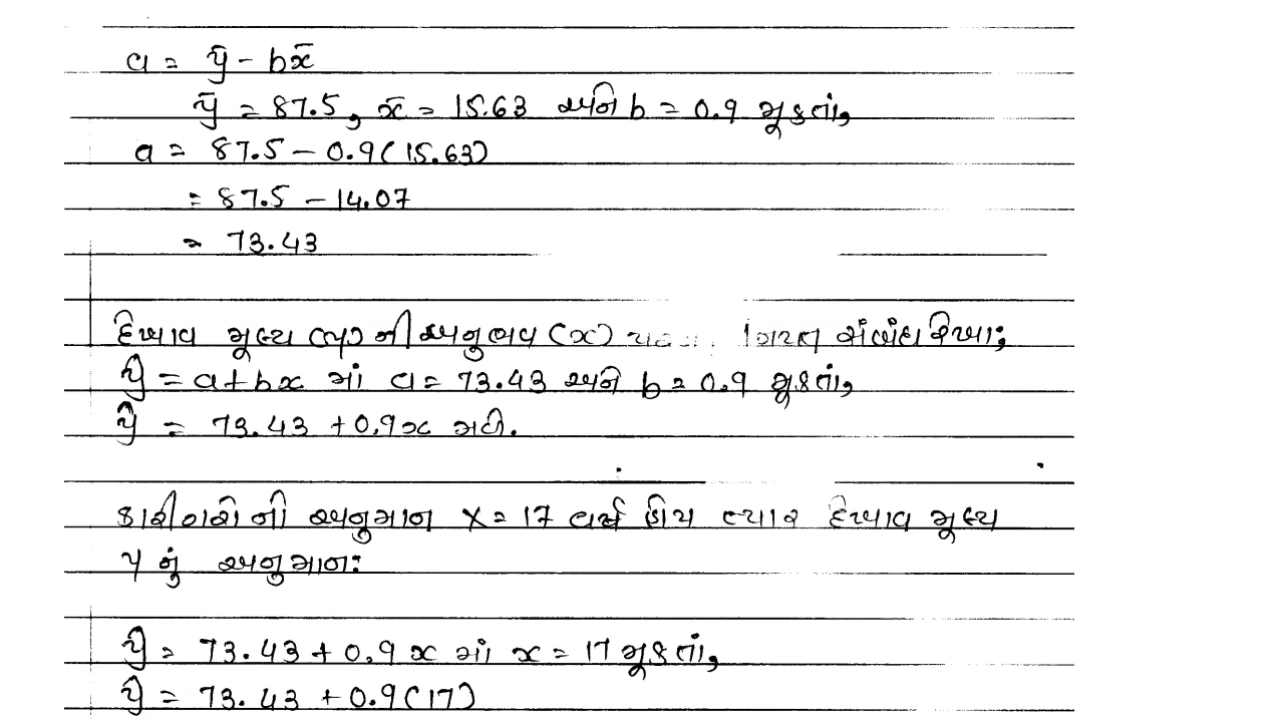 a = ȳ - bx̄
ȳ = 87.5, x̄ = 15.63 અને b = 0.9 મૂકતાં,
a = 87.5 - 0.9(15.63)
= 87.5 - 14.07
= 73.43
દેખાવ મૂલ્ય (y) ની અનુભવ (x) નિયત સંબંધ રેખા;
ŷ = a + bx માં a = 73.43 અને b = 0.9 મૂકતાં,
ŷ = 73.43 + 0.9x મળે.
કારીગરોની અનુમાન X = 17 વર્ષ હોય ત્યારે દેખાવ મૂલ્ય
Y નું અનુમાન:
ŷ = 73.43 + 0.9x માં x = 17 મૂકતાં,
ŷ = 73.43 + 0.9(17)